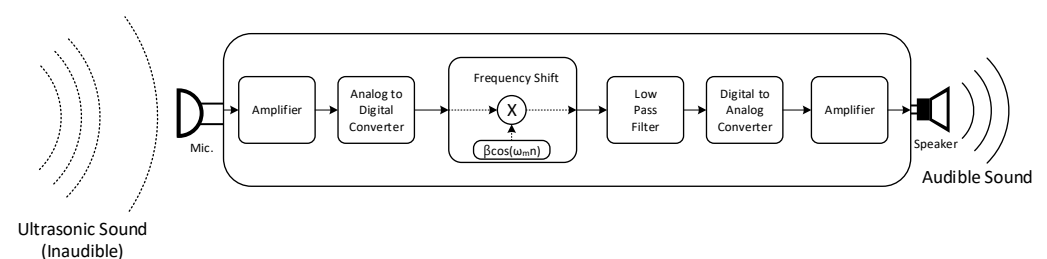 Ultrasonic Sound
(Inaudible)
Mic.
Amplifier
Analog to
Digital
Converter
Frequency Shift
X
βcos(ωₘn)
Low
Pass
Filter
Digital to
Analog
Converter
Amplifier
Speaker
Audible Sound